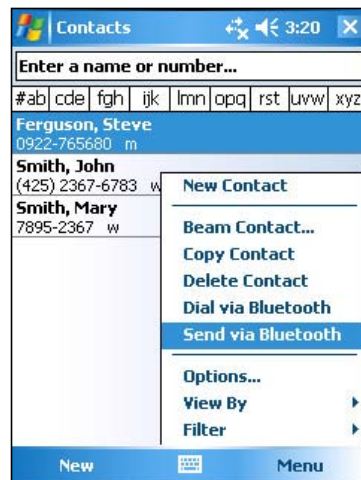 Contacts 3:20
Enter a name or number...
#ab cde fgh ijk lmn opq rst uvw xyz
Ferguson, Steve
0922-765680 m
Smith, John
(425) 2367-6783 w
Smith, Mary
7895-2367 w
New Contact
Beam Contact...
Copy Contact
Delete Contact
Dial via Bluetooth
Send via Bluetooth
Options...
View By
Filter
New Menu